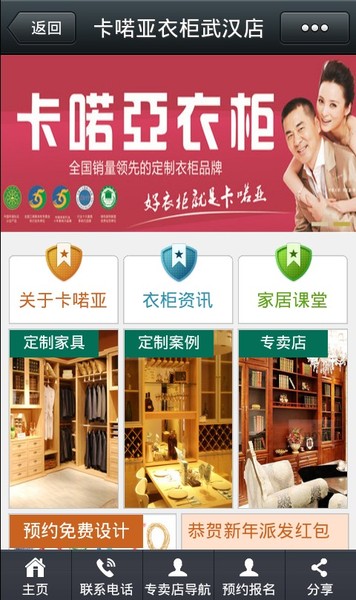 返回
卡喏亚衣柜武汉店
卡喏亞衣柜
全国销量领先的定制衣柜品牌
好衣柜就是卡喏亚
关于卡喏亚
衣柜资讯
家居课堂
定制家具
定制案例
专卖店
预约免费设计
恭贺新年派发红包
主页
联系电话
专卖店导航
预约报名
分享